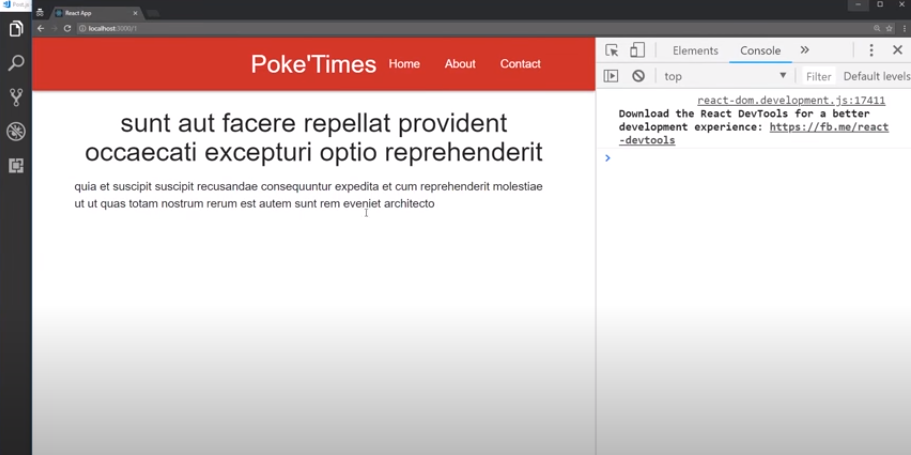 Post.js
React App
localhost:3000/1
Poke'Times
Home
About
Contact
sunt aut facere repellat provident
occaecati excepturi optio reprehenderit
quia et suscipit suscipit recusandae consequuntur expedita et cum reprehenderit molestiae
ut ut quas totam nostrum rerum est autem sunt rem eveniet architecto
Elements
Console
top
Filter
Default levels
react-dom.development.js:17411
Download the React DevTools for a better
development experience: https://fb.me/react
-devtools